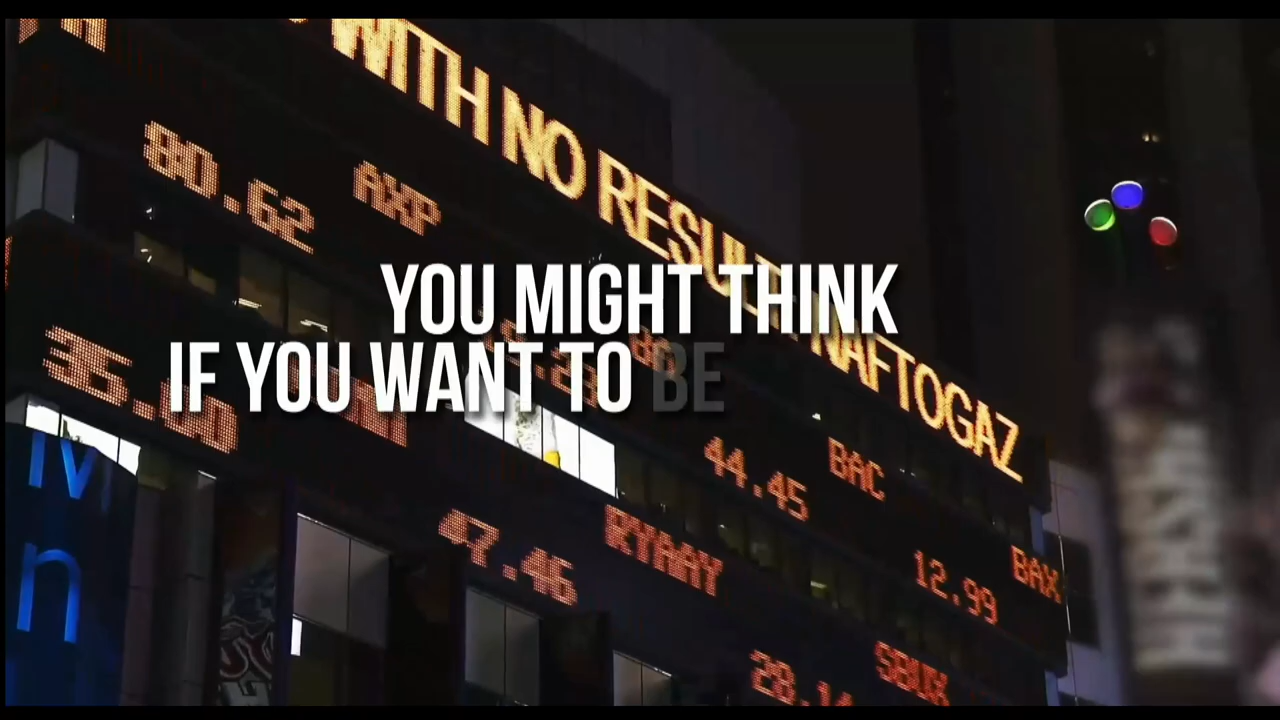 WITH NO RESULT NAFTOGAZ
80.62 AXP
YOU MIGHT THINK
IF YOU WANT TO BE
44.45 BAC
47.46 RYAAY
12.99 BAX
SBUX
n